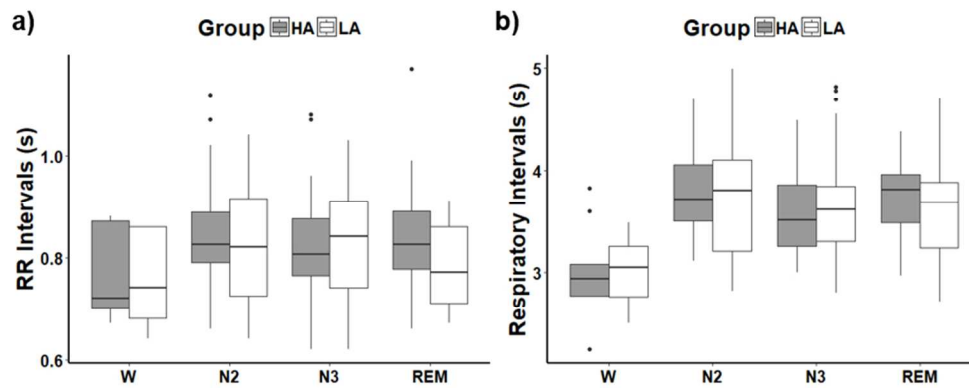 a)
Group HA LA
RR Intervals (s)
1.0
0.8
0.6
W N2 N3 REM
b)
Group HA LA
Respiratory Intervals (s)
5
4
3
W N2 N3 REM